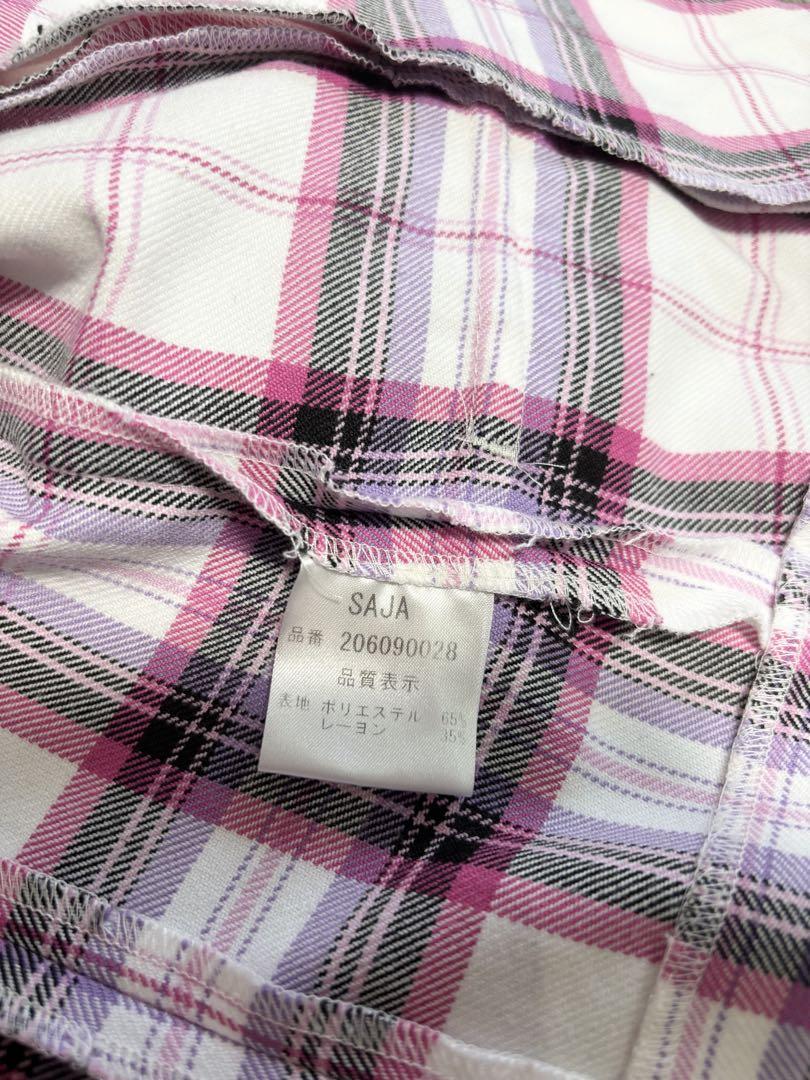 SAJA
品番 206090028
品質表示
表地 ポリエステル 65%
レーヨン 35%